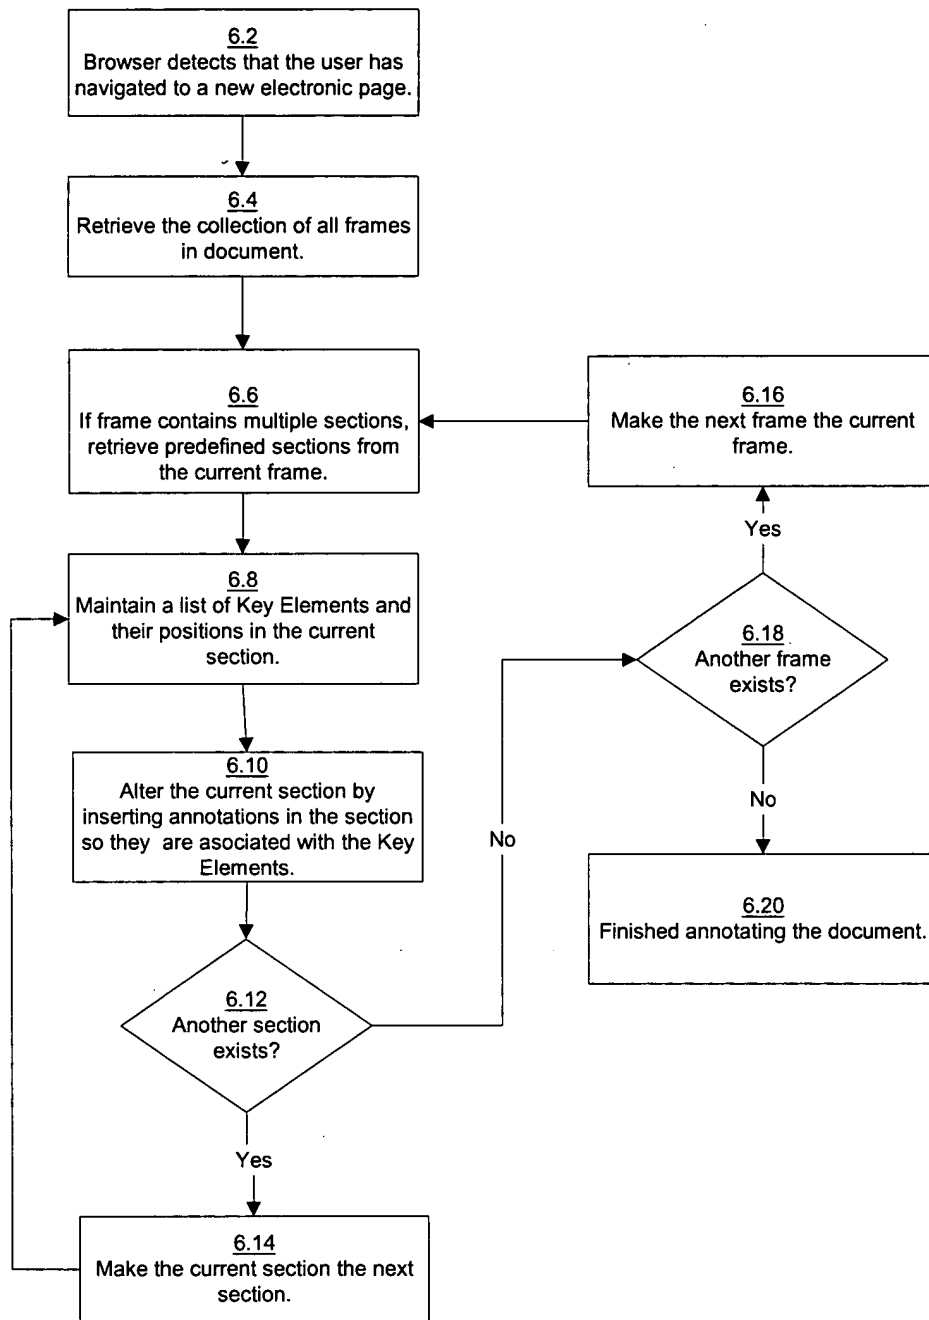 6.2
Browser detects that the user has
navigated to a new electronic page.
6.4
Retrieve the collection of all frames
in document.
6.6
If frame contains multiple sections,
retrieve predefined sections from
the current frame.
6.8
Maintain a list of Key Elements and
their positions in the current
section.
6.10
Alter the current section by
inserting annotations in the section
so they are asociated with the Key
Elements.
6.12
Another section
exists?
Yes
6.14
Make the current section the next
section.
No
6.16
Make the next frame the current
frame.
Yes
6.18
Another frame
exists?
No
6.20
Finished annotating the document.